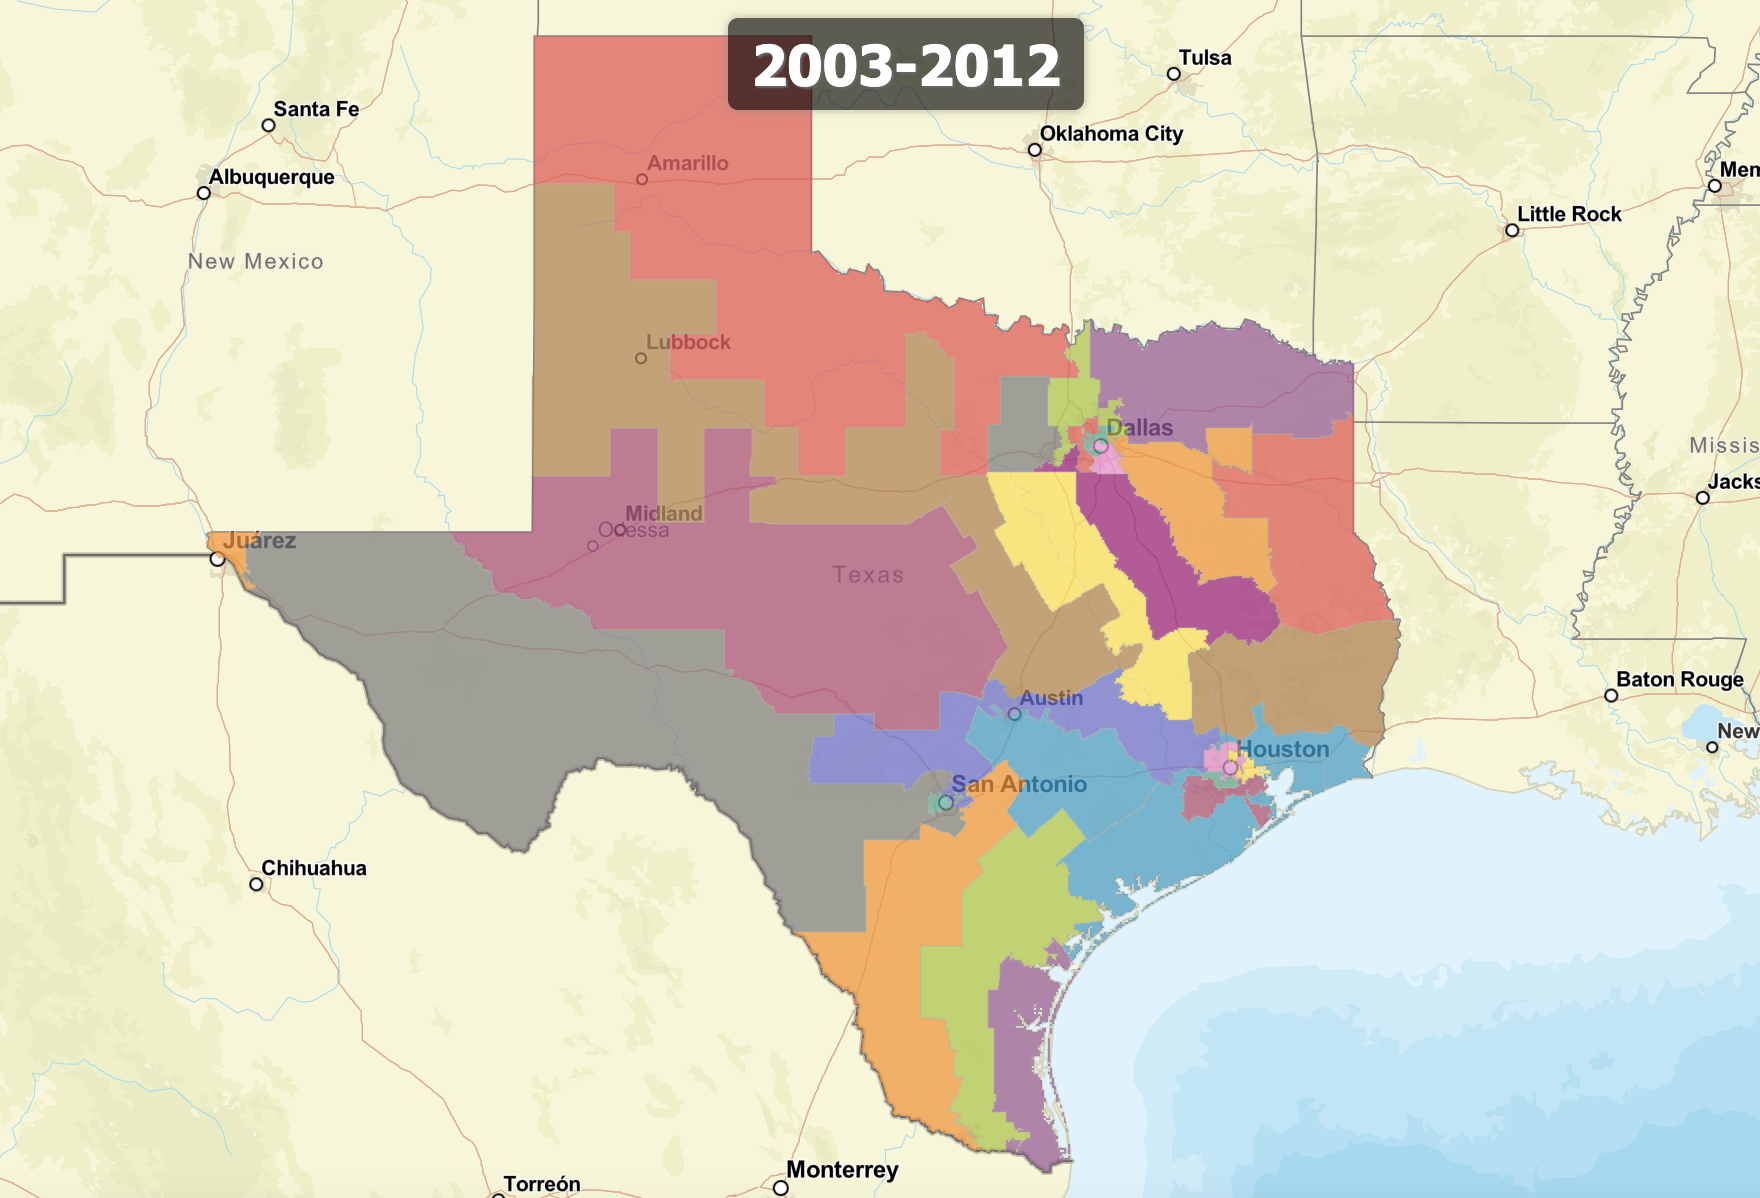 2003-2012
Tulsa
Santa Fe
Oklahoma City
Amarillo
Albuquerque
Mem
Little Rock
New Mexico
Lubbock
Dallas
Missis
Jacks
Midland
Odessa
Juárez
Texas
Baton Rouge
Austin
New
Houston
San Antonio
Chihuahua
Monterrey
Torreón